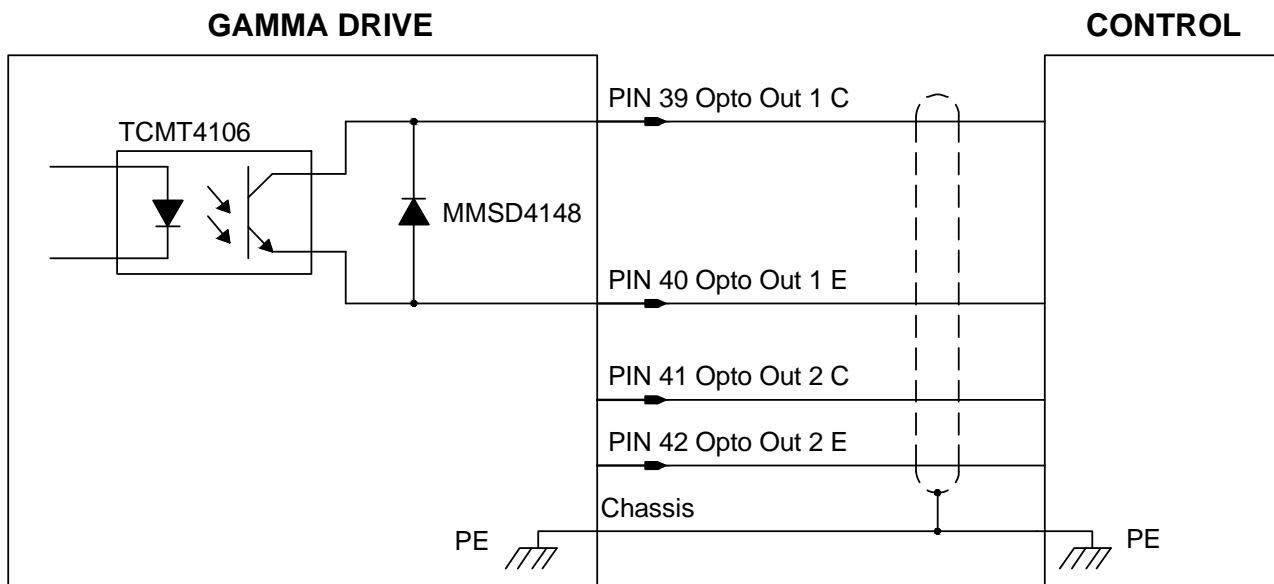 GAMMA DRIVE
CONTROL
PIN 39 Opto Out 1 C
TCMT4106
MMSD4148
PIN 40 Opto Out 1 E
PIN 41 Opto Out 2 C
PIN 42 Opto Out 2 E
Chassis
PE
PE